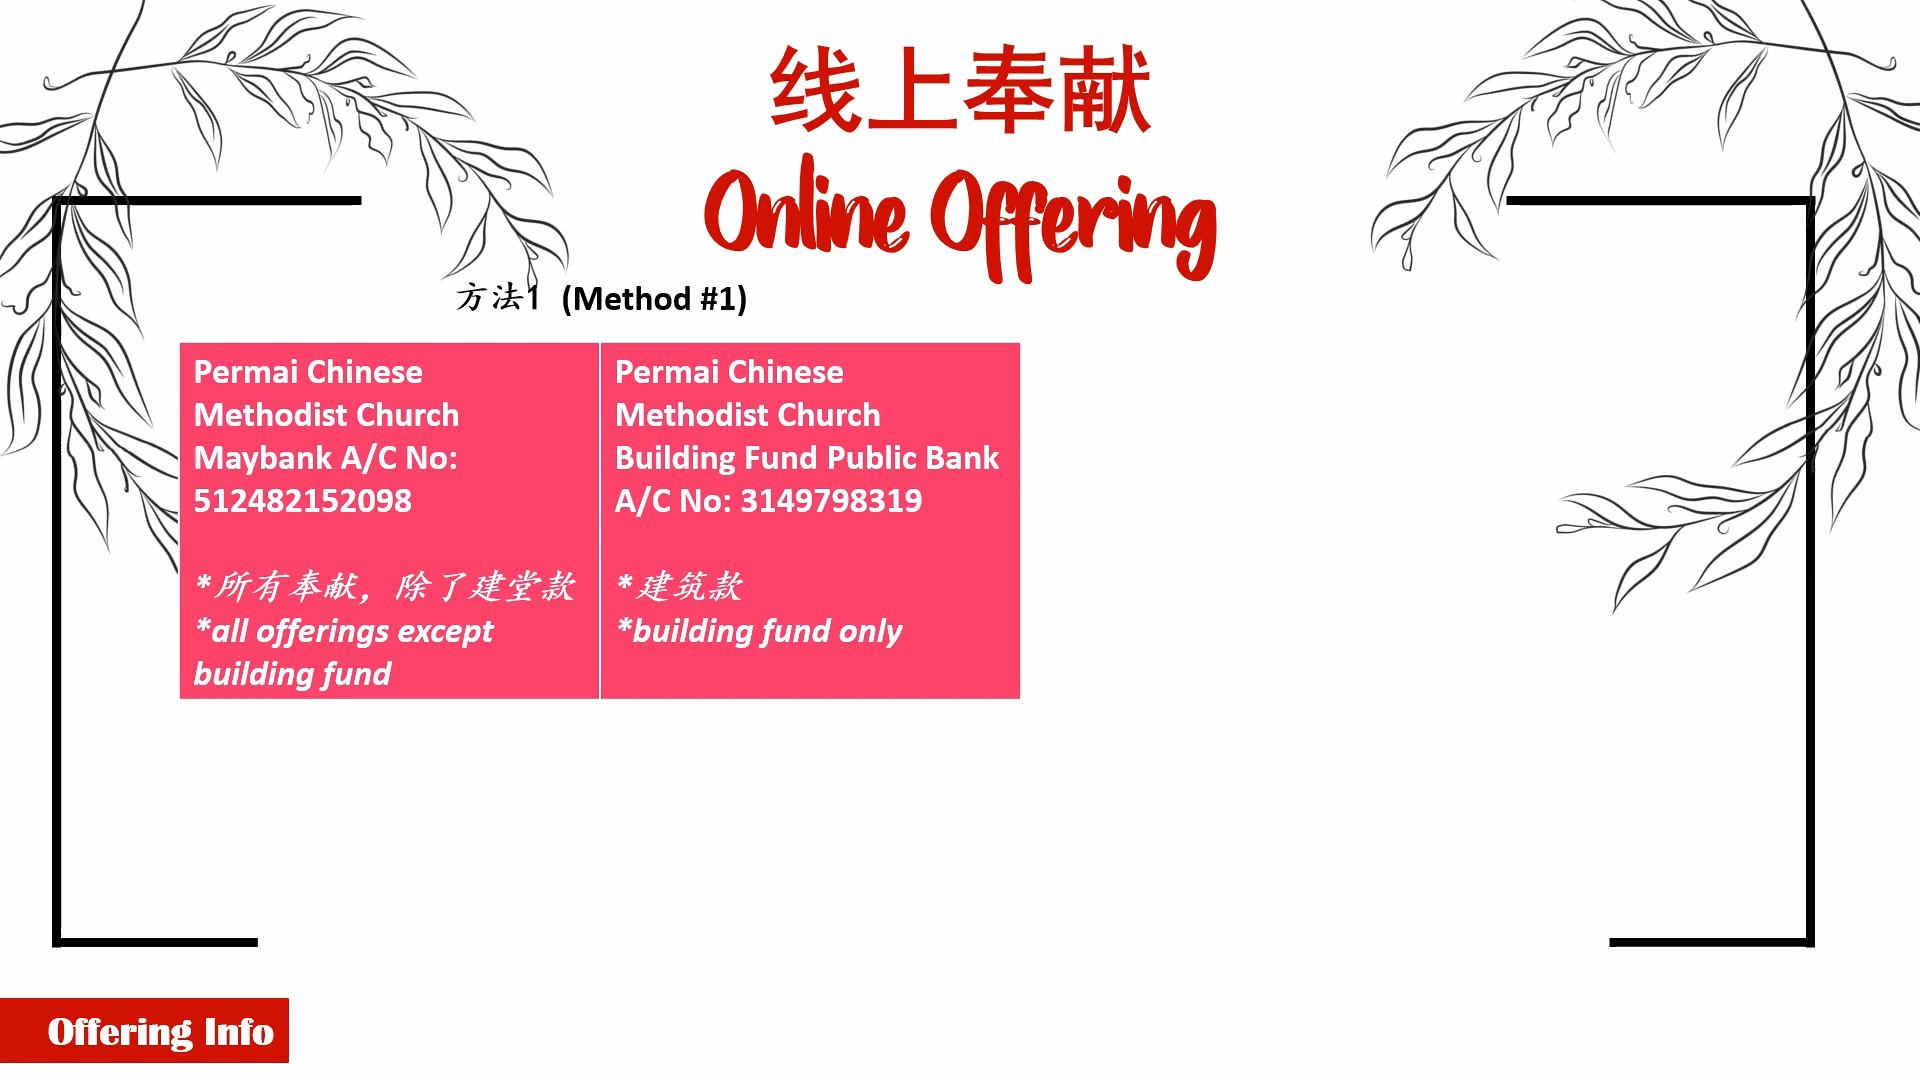 线上奉献
Online Offering
方法1 (Method #1)
Permai Chinese
Methodist Church
Maybank A/C No:
512482152098
*所有奉献，除了建堂款
*all offerings except
building fund
Permai Chinese
Methodist Church
Building Fund Public Bank
A/C No: 3149798319
*建筑款
*building fund only
Offering Info